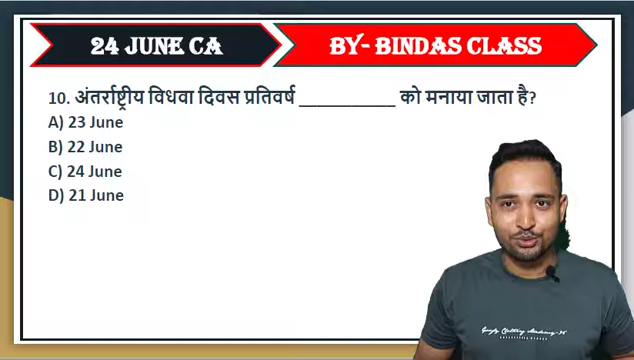 24 JUNE CA
BY- BINDAS CLASS
10. अंतर्राष्ट्रीय विधवा दिवस प्रतिवर्ष ___________ को मनाया जाता है?
A) 23 June
B) 22 June
C) 24 June
D) 21 June